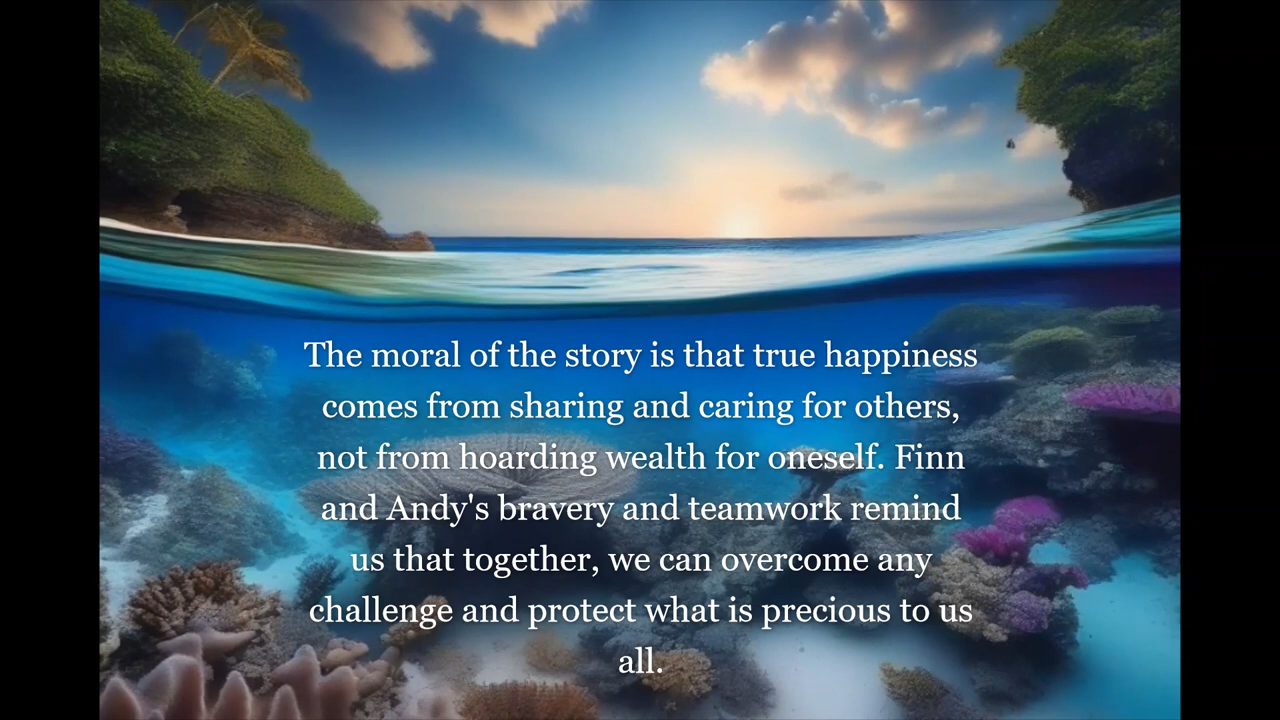 The moral of the story is that true happiness
comes from sharing and caring for others,
not from hoarding wealth for oneself. Finn
and Andy's bravery and teamwork remind
us that together, we can overcome any
challenge and protect what is precious to us
all.